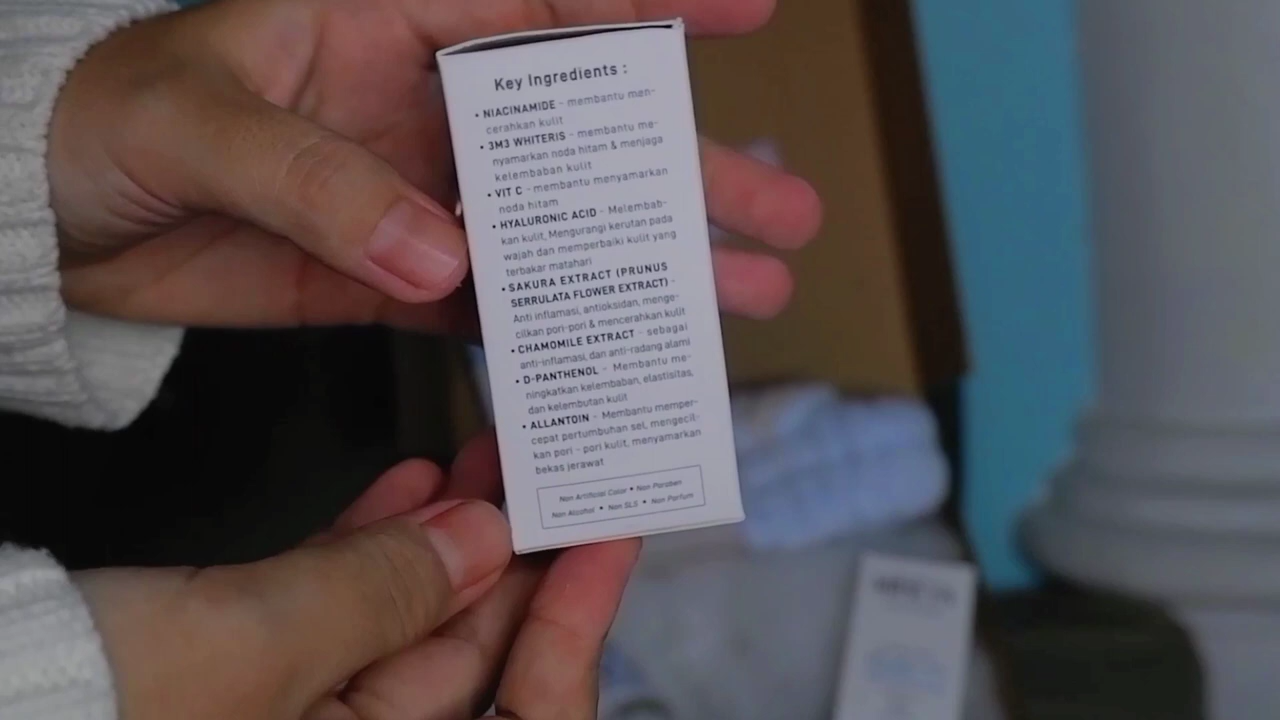 Key Ingredients :
• NIACINAMIDE - membantu men-
cerahkan kulit
• 3M3 WHITERIS - membantu me-
nyamarkan noda hitam & menjaga
kelembaban kulit
• VIT C - membantu menyamarkan
noda hitam
• HYALURONIC ACID - Melembab-
kan kulit, Mengurangi kerutan pada
wajah dan memperbaiki kulit yang
terbakar matahari
• SAKURA EXTRACT (PRUNUS
SERRULATA FLOWER EXTRACT) -
Anti inflamasi, antioksidan, menge-
cilkan pori-pori & mencerahkan kulit
• CHAMOMILE EXTRACT - sebagai
anti-inflamasi, dan anti-radang alami
• D-PANTHENOL - Membantu me-
ningkatkan kelembaban, elastisitas,
dan kelembutan kulit
• ALLANTOIN - Membantu memper-
cepat pertumbuhan sel, mengecil-
kan pori - pori kulit, menyamarkan
bekas jerawat
Non Artificial Color • Non Paraben
Non Alcohol • Non SLS • Non Parfum